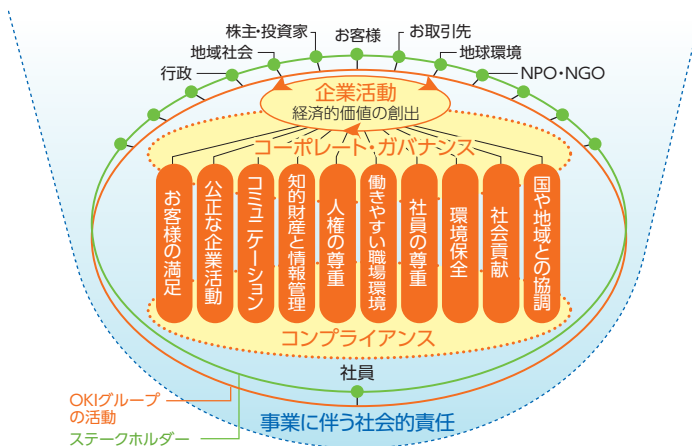 お客様
株主・投資家
お取引先
地域社会
地球環境
行政
NPO・NGO
企業活動
経済的価値の創出
コーポレート・ガバナンス
お客様の満足
公正な企業活動
コミュニケーション
知的財産と情報管理
人権の尊重
働きやすい職場環境
社員の尊重
環境保全
社会貢献
国や地域との協調
コンプライアンス
社員
OKIグループ
の活動
事業に伴う社会的責任
ステークホルダー